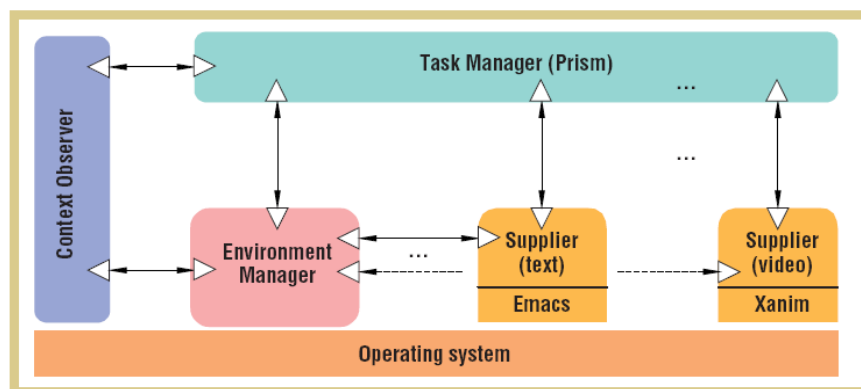 Context Observer
Task Manager (Prism)
...
...
Environment
Manager
...
Supplier
(text)
Emacs
Supplier
(video)
Xanim
Operating system